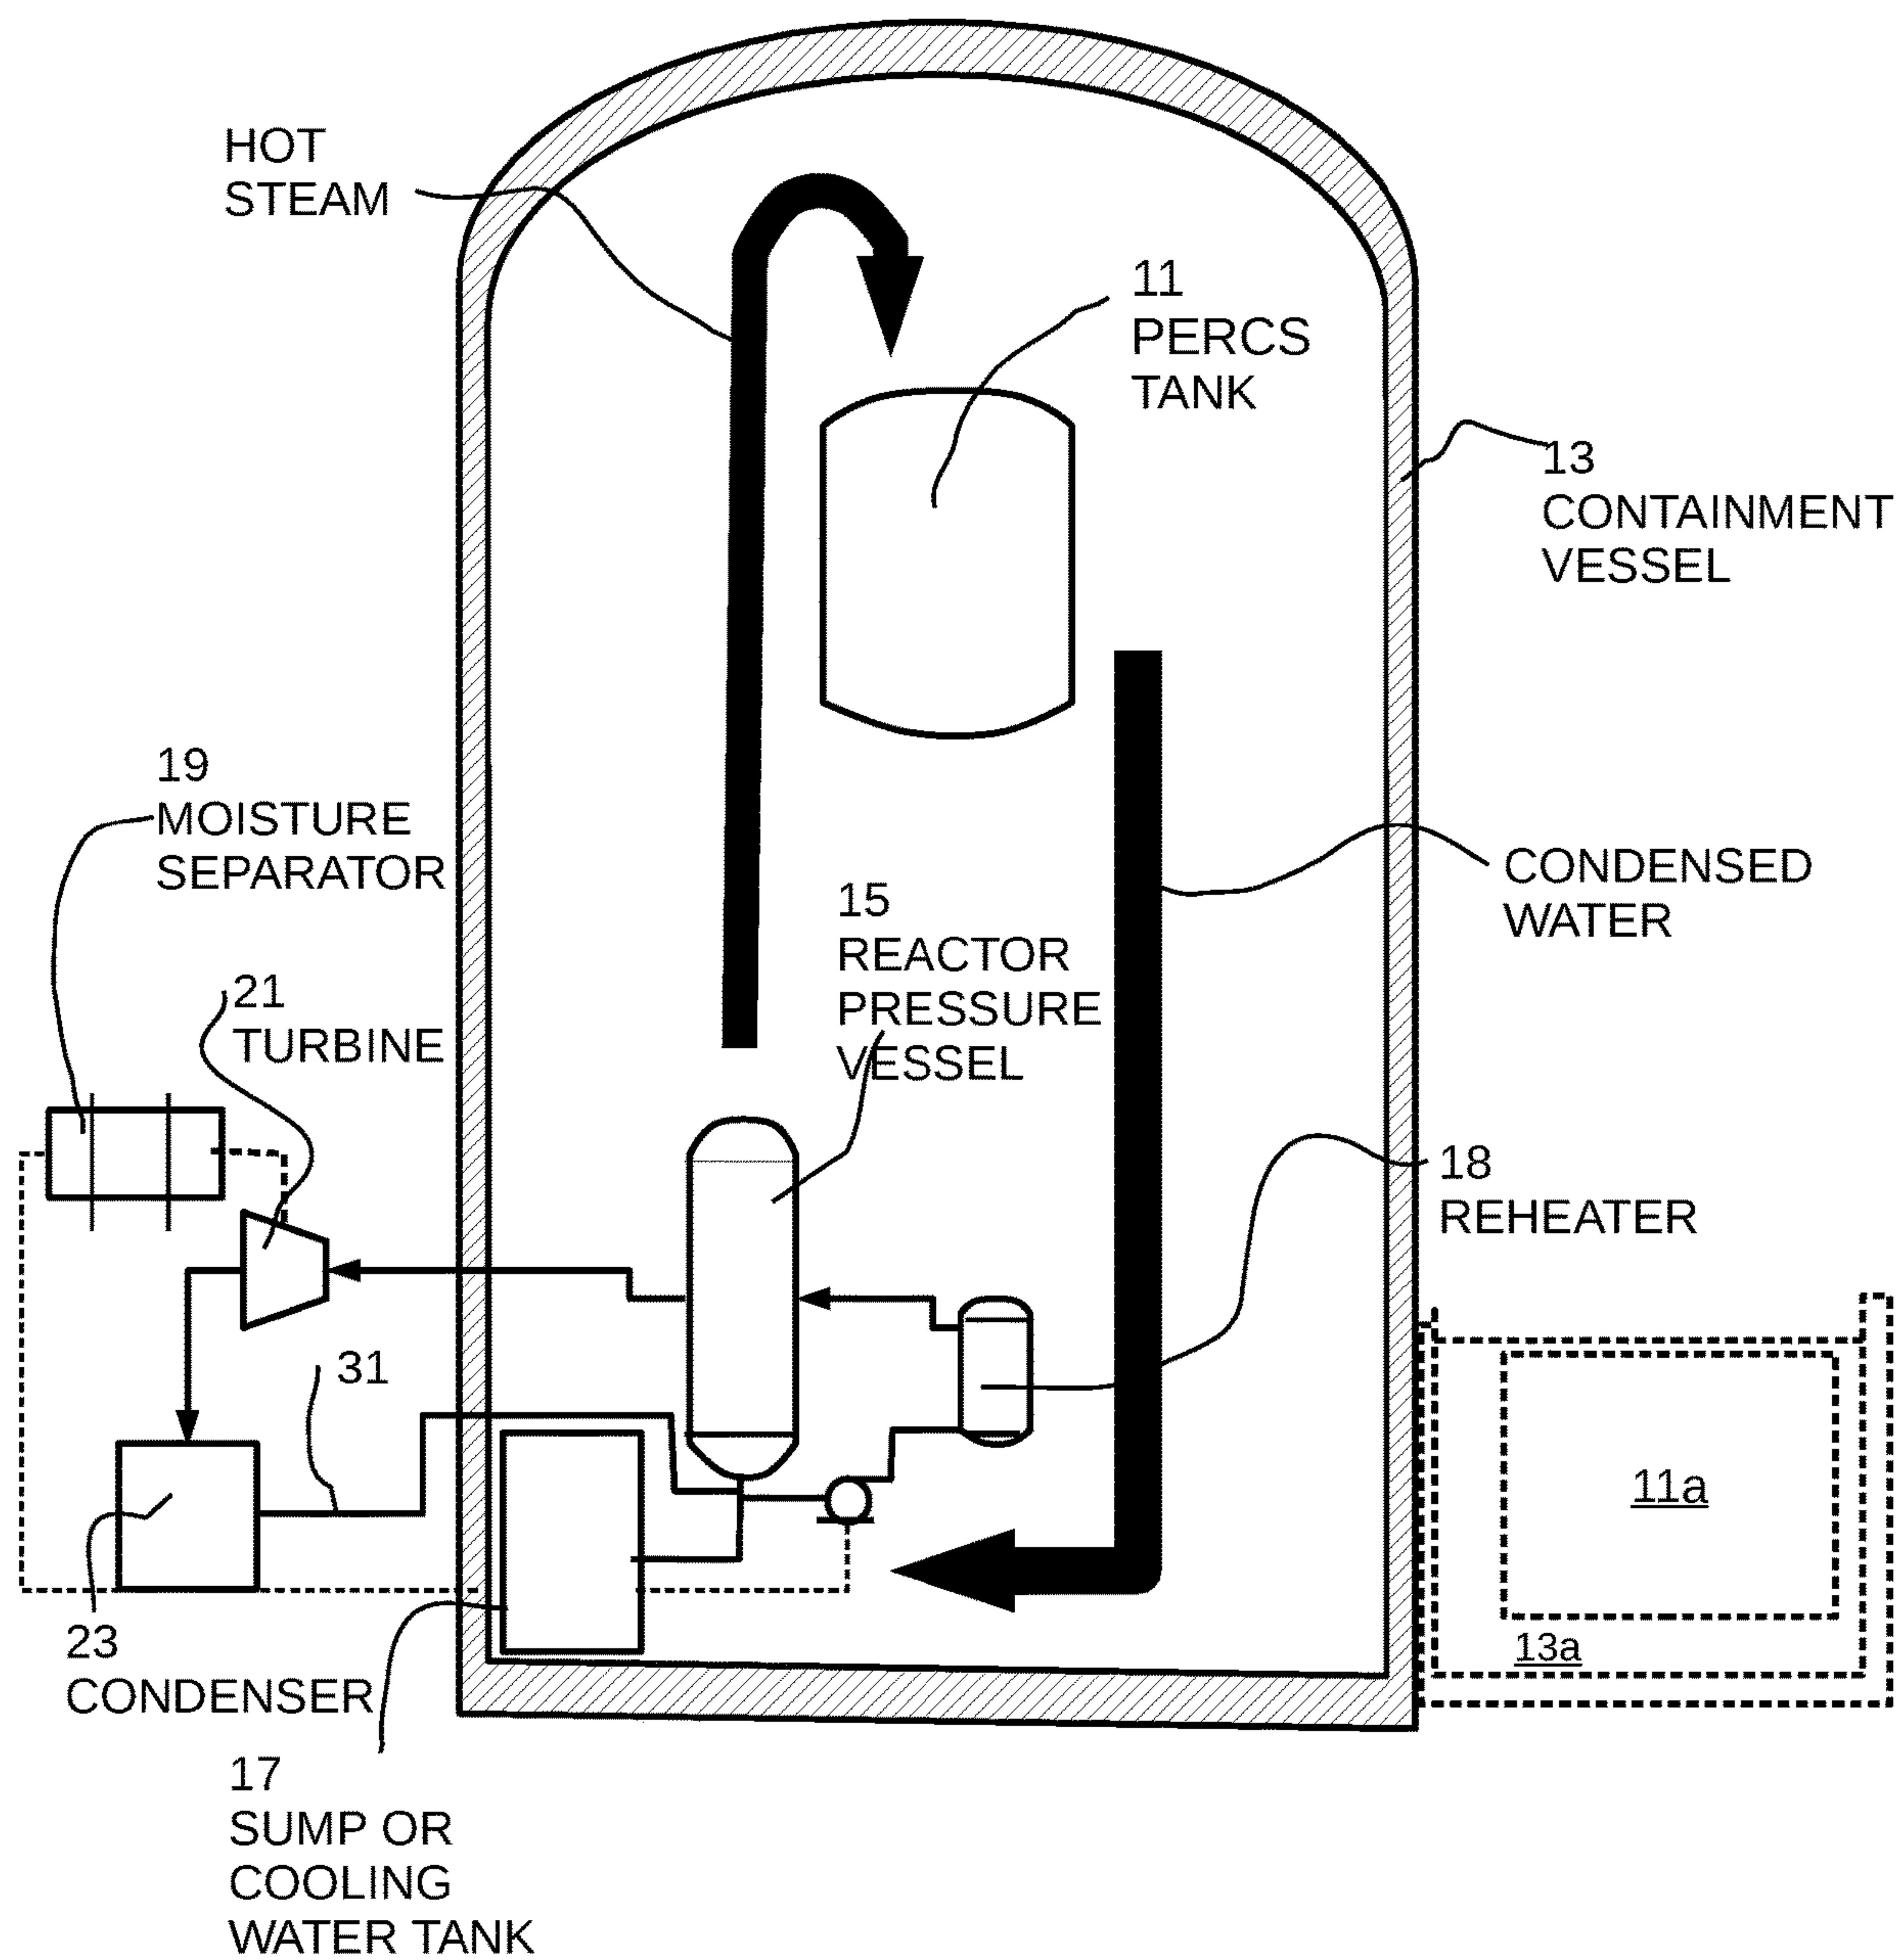 HOT
STEAM
11
PERCS
TANK
13
CONTAINMENT
VESSEL
19
MOISTURE
SEPARATOR
15
REACTOR
PRESSURE
VESSEL
CONDENSED
WATER
21
TURBINE
18
REHEATER
31
11a
13a
23
CONDENSER
17
SUMP OR
COOLING
WATER TANK